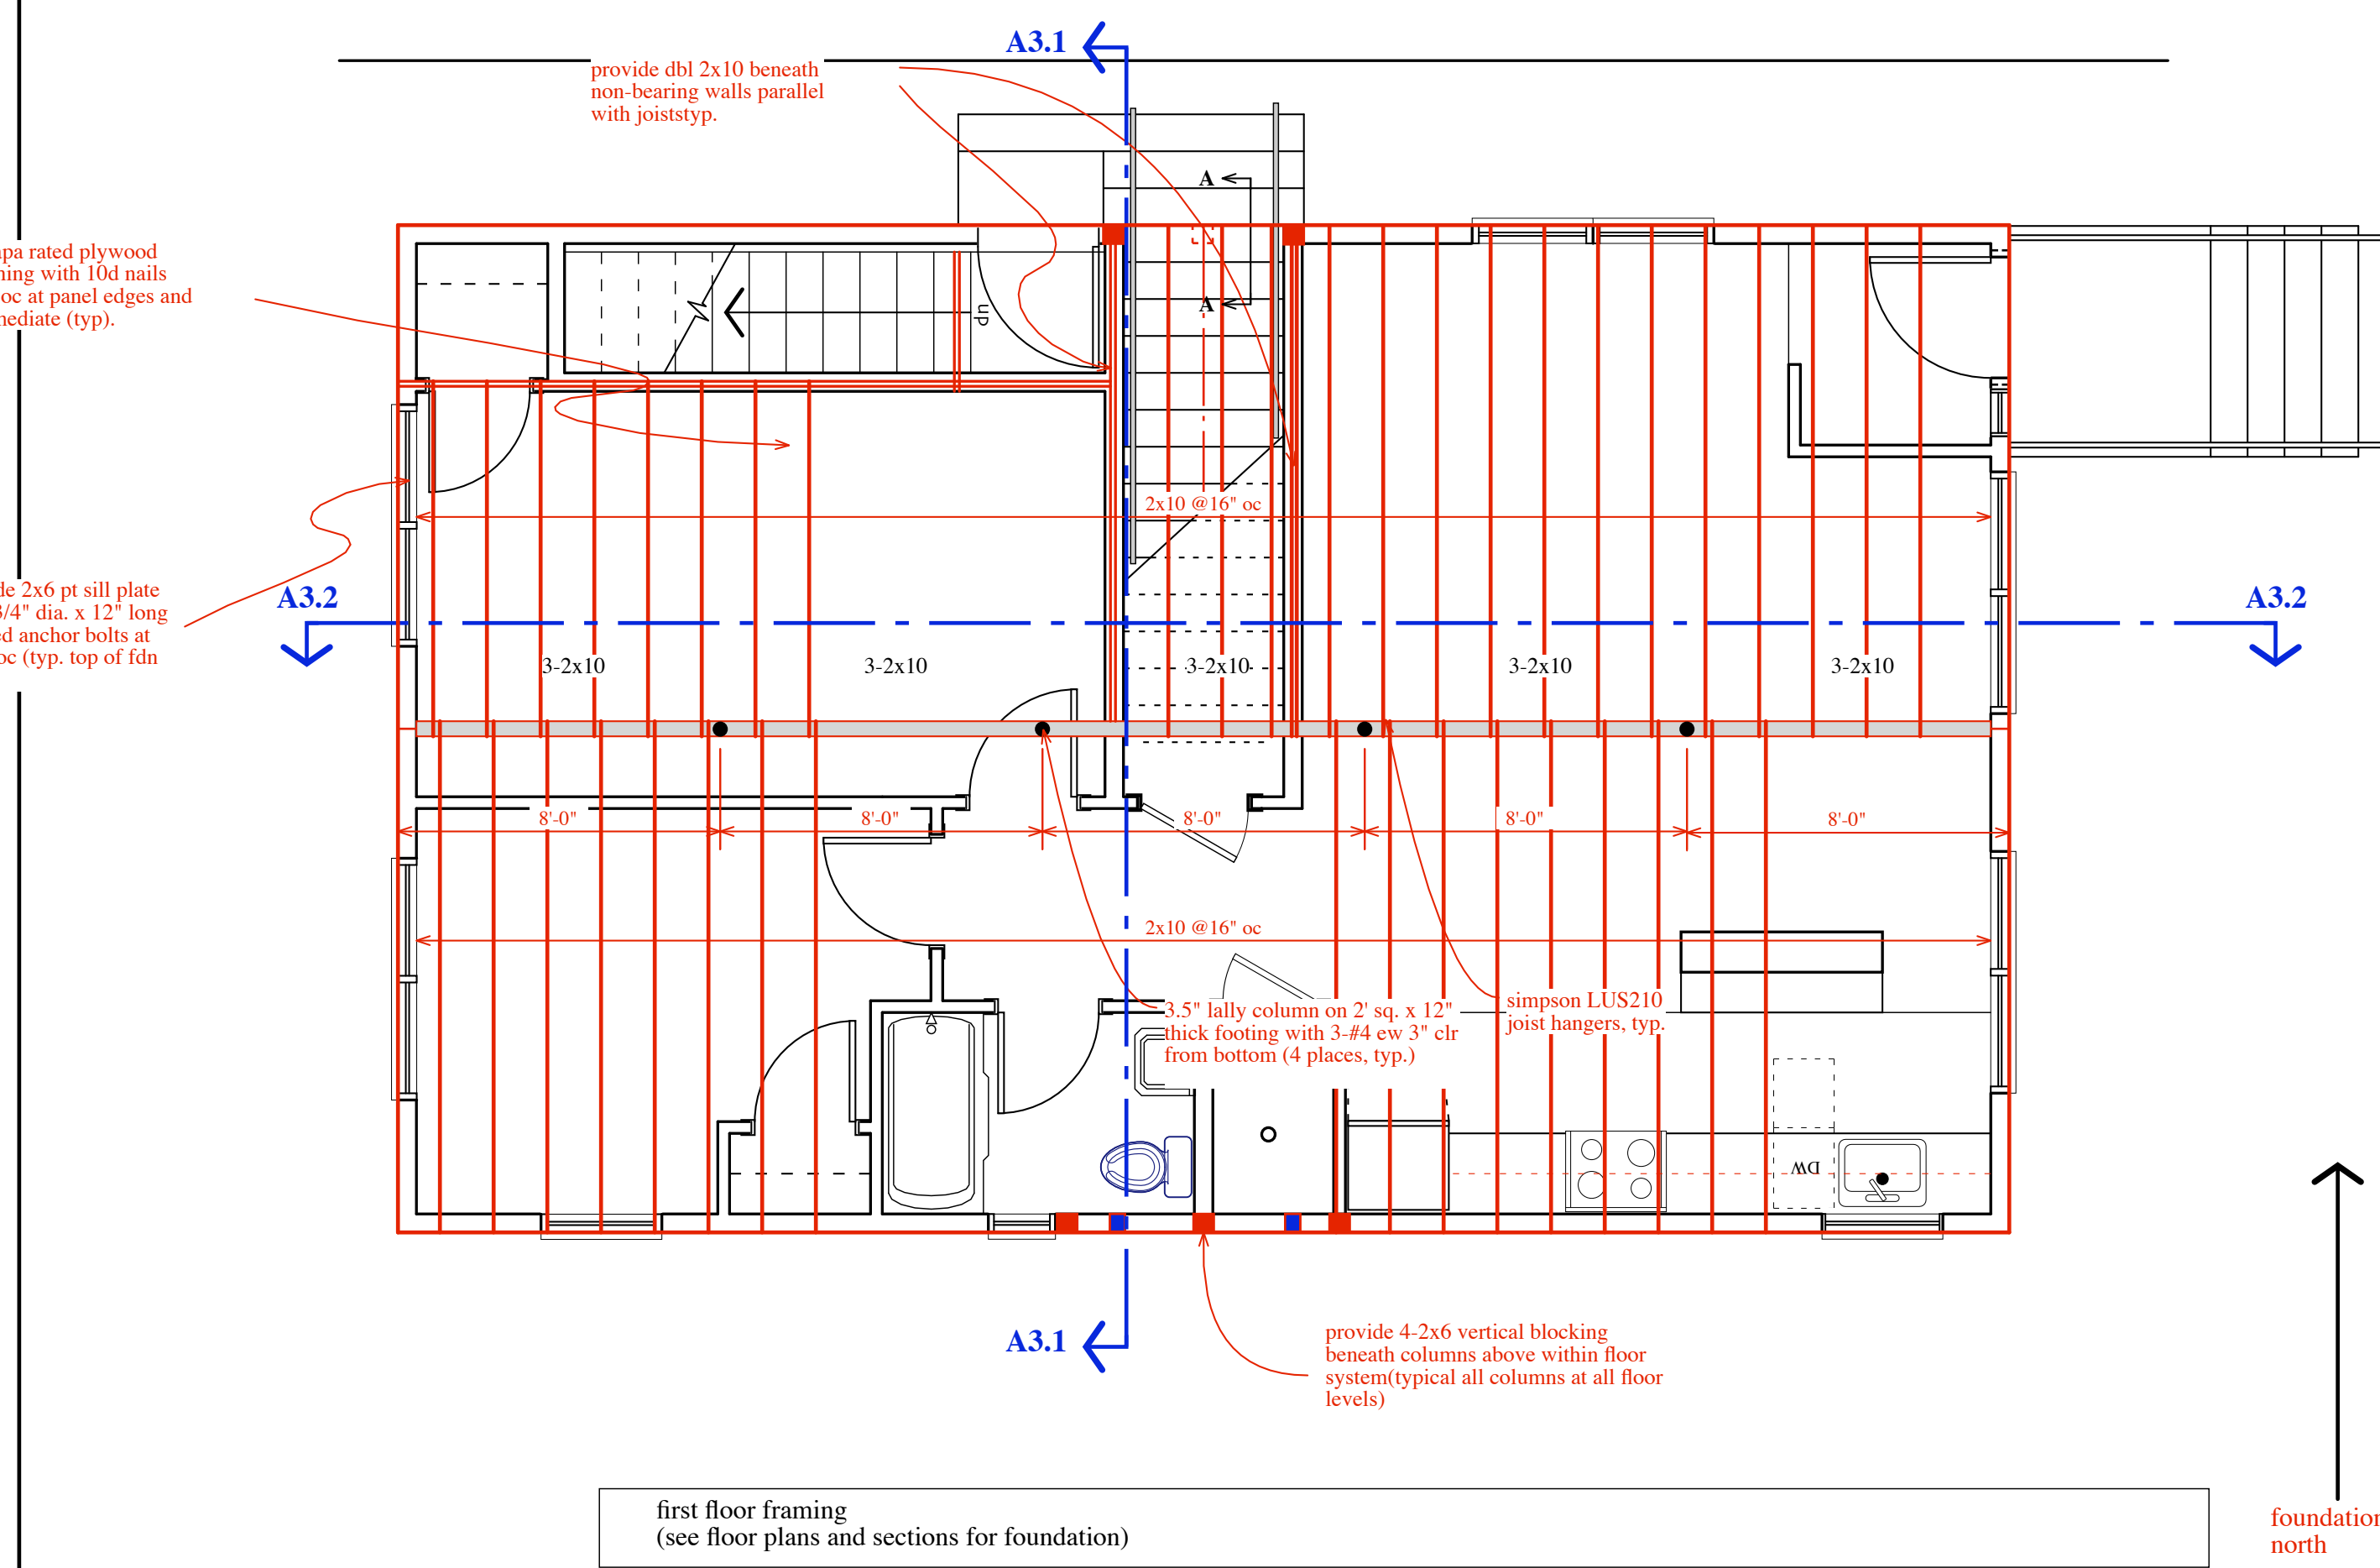 A3.1
provide dbl 2x10 beneath
non-bearing walls parallel
with joiststyp.
A
A
up
pa rated plywood
ning with 10d nails
oc at panel edges and
mediate (typ).
2x10 @16" oc
de 2x6 pt sill plate
3/4" dia. x 12" long
ed anchor bolts at
oc (typ. top of fdn
A3.2
A3.2
3-2x10
3-2x10
3-2x10
3-2x10
3-2x10
8'-0"
8'-0"
8'-0"
8'-0"
8'-0"
2x10 @16" oc
3.5" lally column on 2' sq. x 12"
thick footing with 3-#4 ew 3" clr
from bottom (4 places, typ.)
simpson LUS210
joist hangers, typ.
DW
A3.1
provide 4-2x6 vertical blocking
beneath columns above within floor
system(typical all columns at all floor
levels)
first floor framing
(see floor plans and sections for foundation)
foundation
north